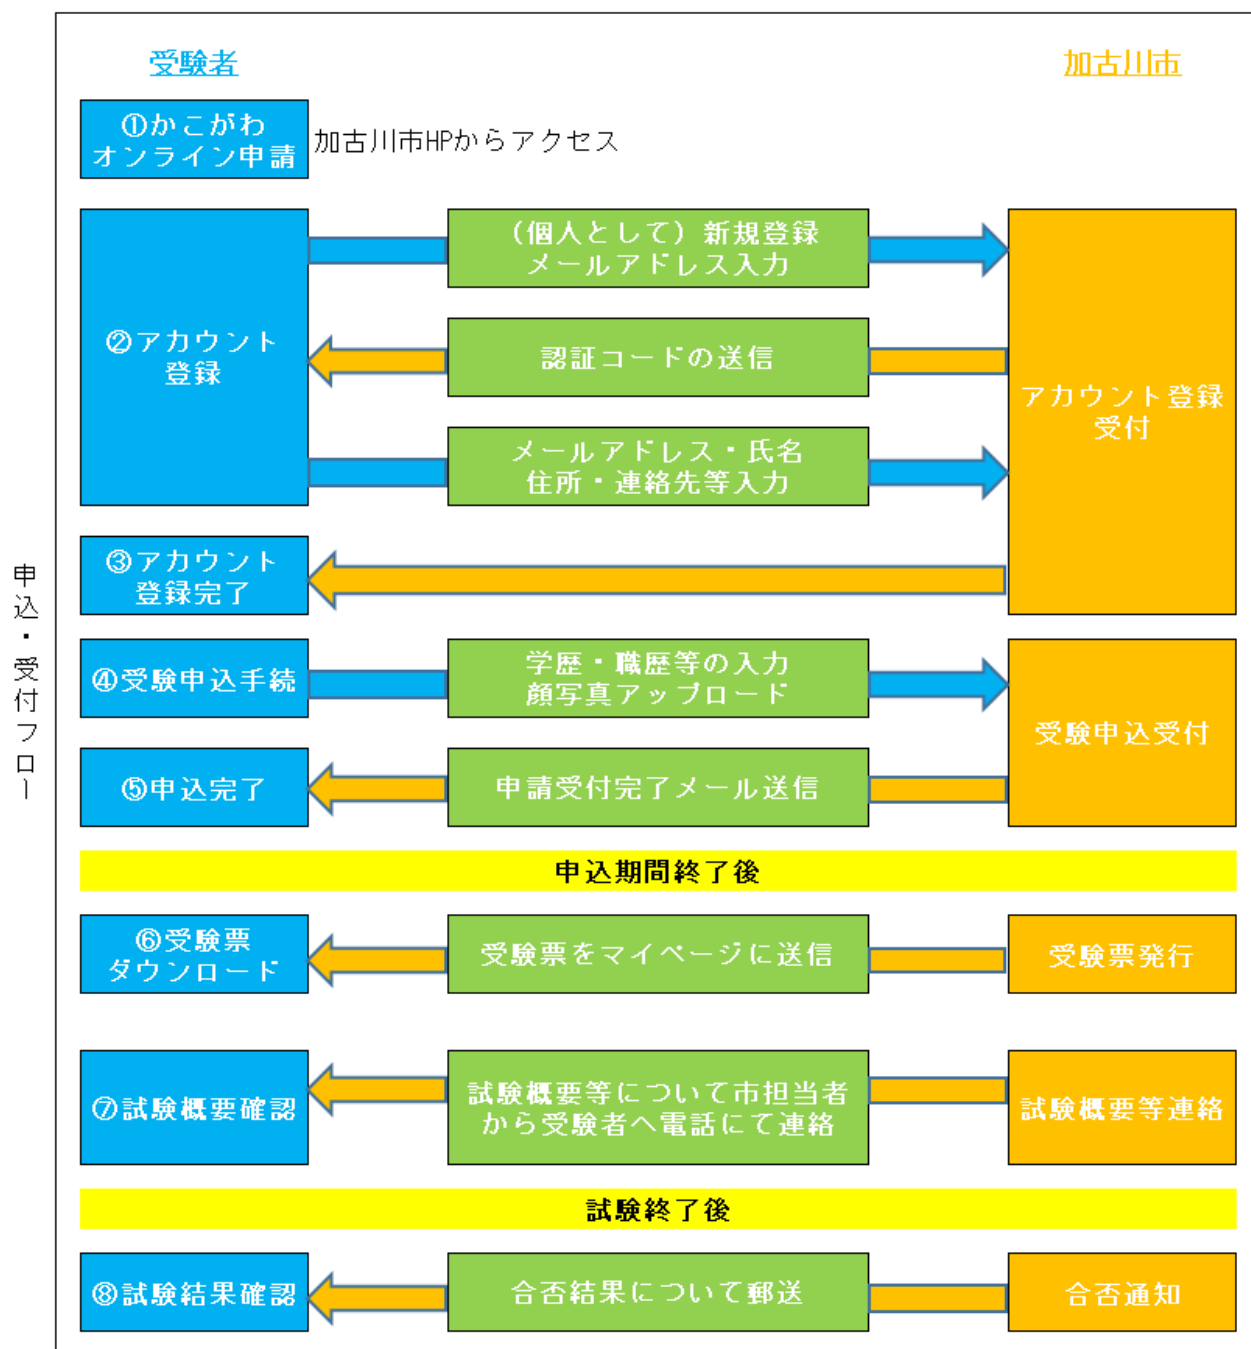 受験者
加古川市
①かこがわ
オンライン申請
加古川市HPからアクセス
②アカウント
登録
(個人として)新規登録
メールアドレス入力
認証コードの送信
メールアドレス・氏名
住所・連絡先等入力
アカウント登録
受付
③アカウント
登録完了
④受験申込手続
学歴・職歴等の入力
顔写真アップロード
受験申込受付
⑤申込完了
申請受付完了メール送信
申込・受付フロー
申込期間終了後
⑥受験票
ダウンロード
受験票をマイページに送信
受験票発行
⑦試験概要確認
試験概要等について市担当者
から受験者へ電話にて連絡
試験概要等連絡
試験終了後
⑧試験結果確認
合否結果について郵送
合否通知